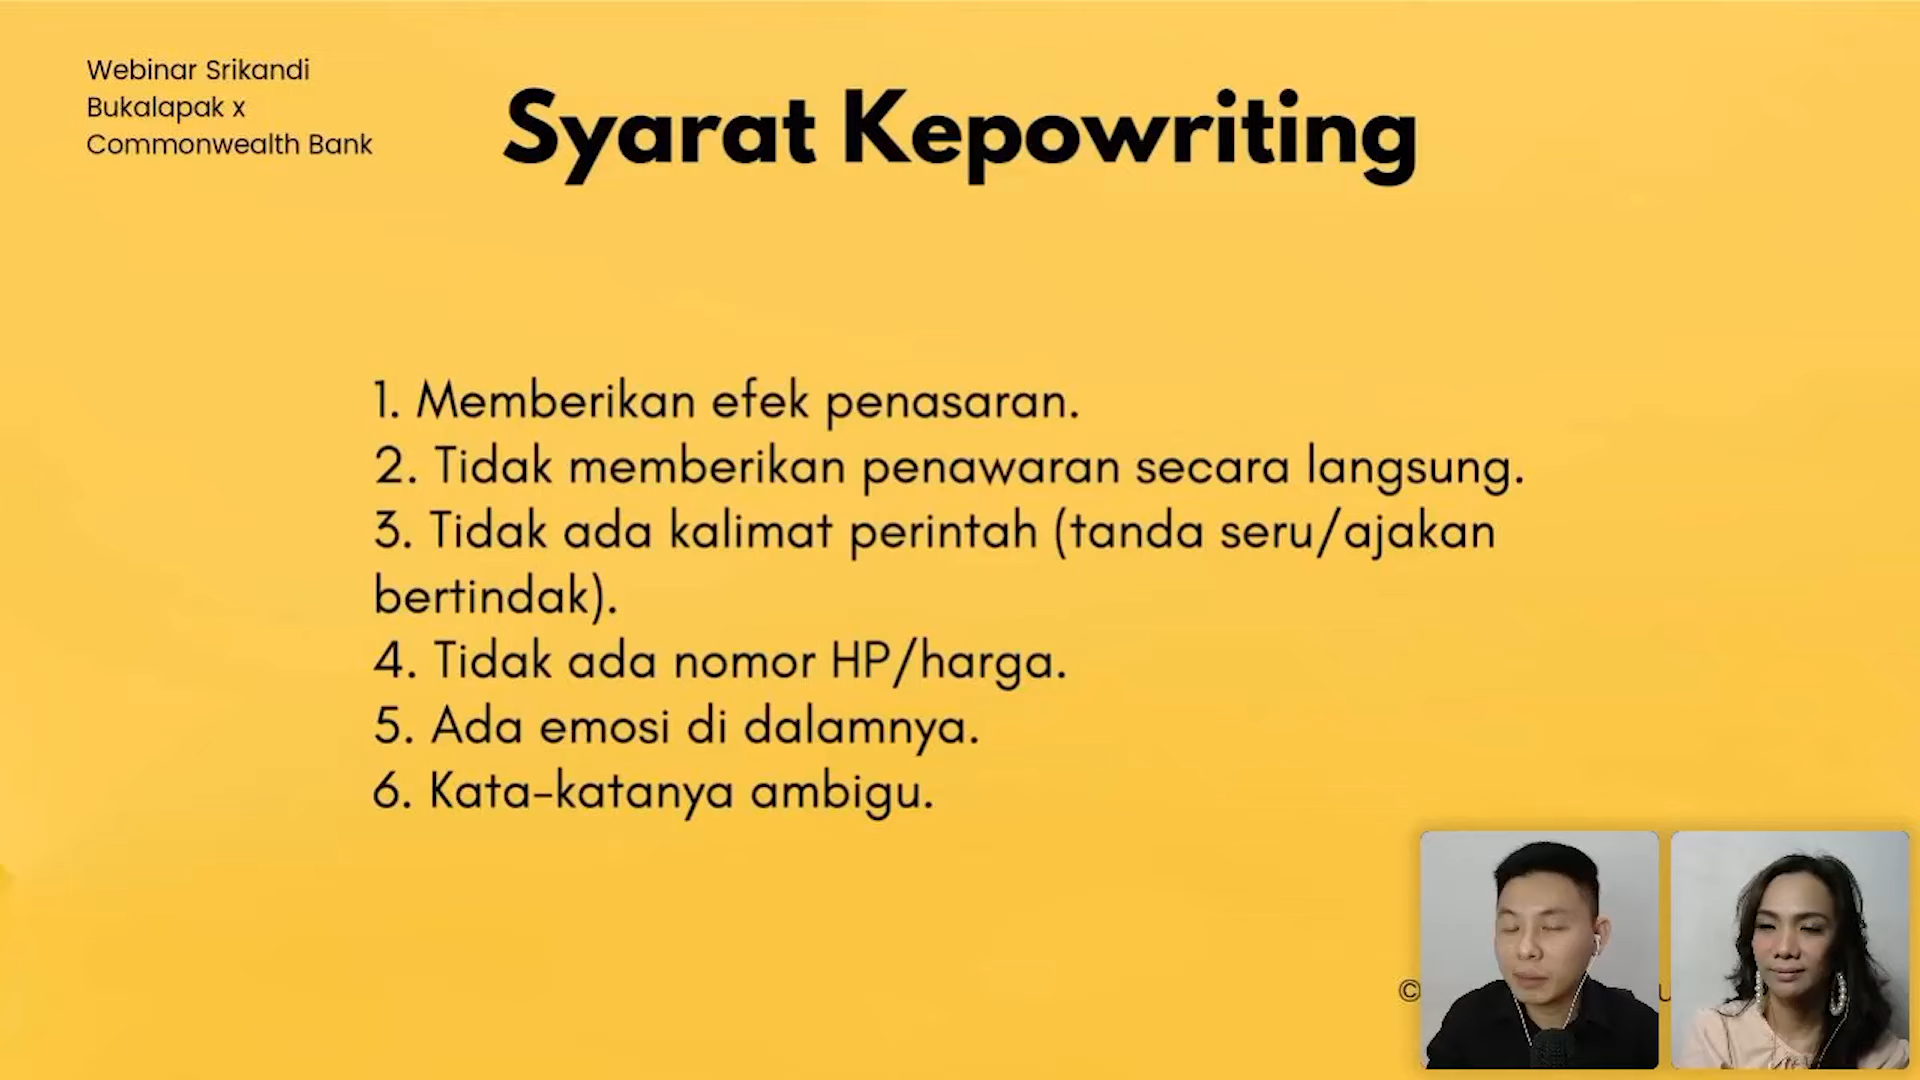 Webinar Srikandi
Bukalapak x
Commonwealth Bank
Syarat Kepowriting
1. Memberikan efek penasaran.
2. Tidak memberikan penawaran secara langsung.
3. Tidak ada kalimat perintah (tanda seru/ajakan
bertindak).
4. Tidak ada nomor HP/harga.
5. Ada emosi di dalamnya.
6. Kata-katanya ambigu.
©